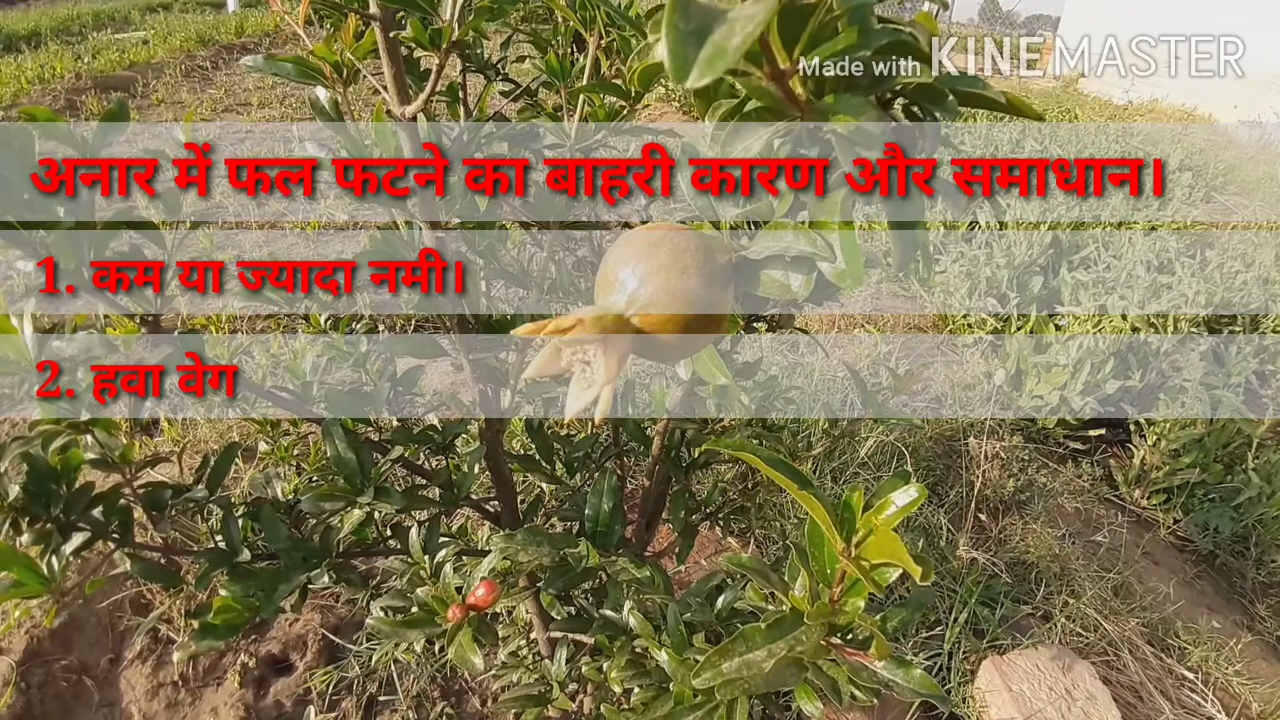 Made with KINEMASTER
अनार में फल फटने का बाहरी कारण और समाधान।
1. कम या ज्यादा नमी।
2. हवा वेग